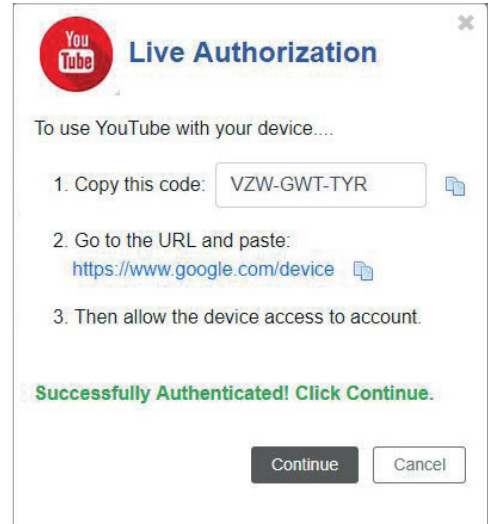 You
Tube
Live Authorization
To use YouTube with your device....
1. Copy this code: VZW-GWT-TYR
2. Go to the URL and paste:
https://www.google.com/device
3. Then allow the device access to account.
Successfully Authenticated! Click Continue.
Continue Cancel